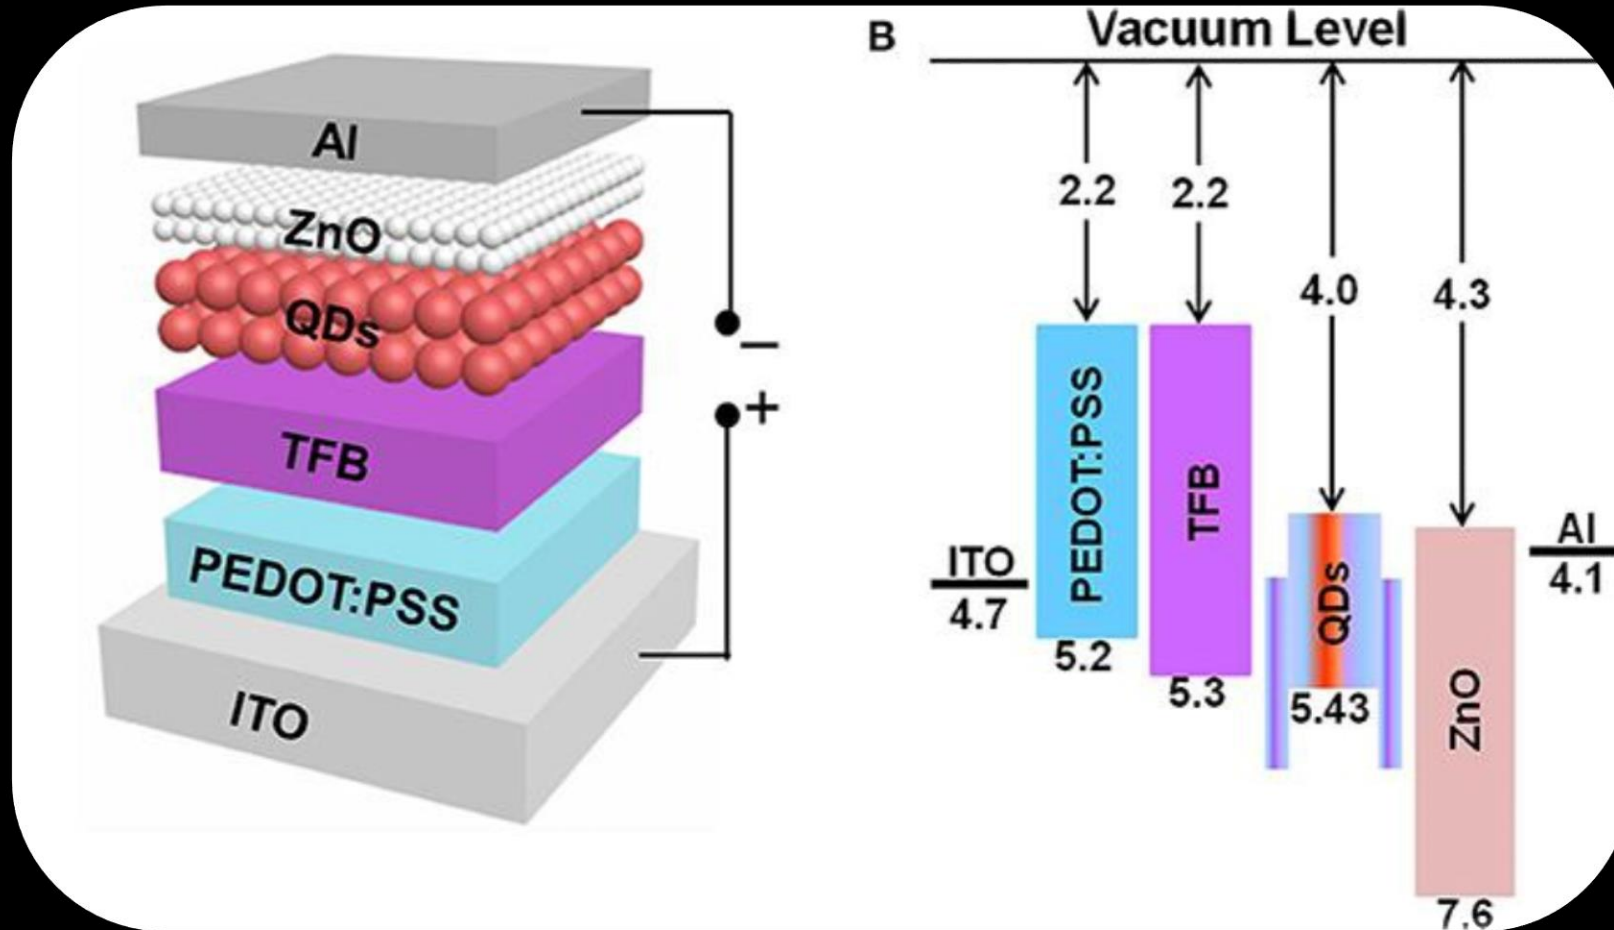 Al
ZnO
QDs
TFB
PEDOT:PSS
ITO
−
+
B
Vacuum Level
2.2
2.2
4.0
4.3
ITO
4.7
PEDOT:PSS
5.2
TFB
5.3
QDs
5.43
ZnO
7.6
Al
4.1